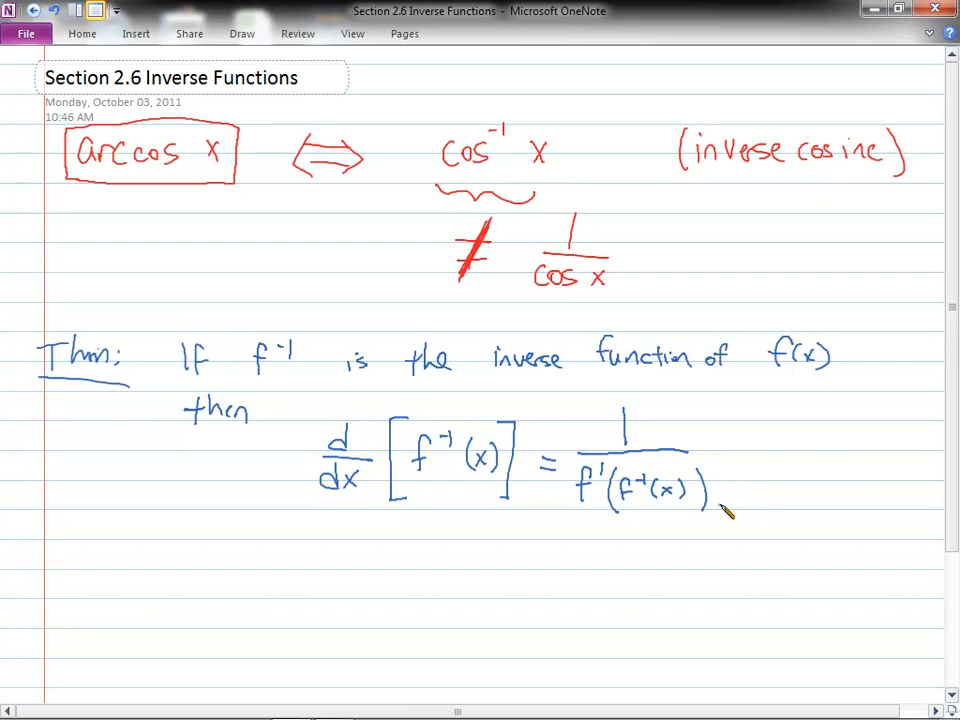 Section 2.6 Inverse Functions - Microsoft OneNote
File Home Insert Share Draw Review View Pages
Section 2.6 Inverse Functions
Monday, October 03, 2011
10:46 AM
arccos x ⇔ cos⁻¹ x (inverse cosine)
≠ 1/cos x
Thm: If f⁻¹ is the inverse function of f(x)
then
d/dx [f⁻¹(x)] = 1/f'(f⁻¹(x))